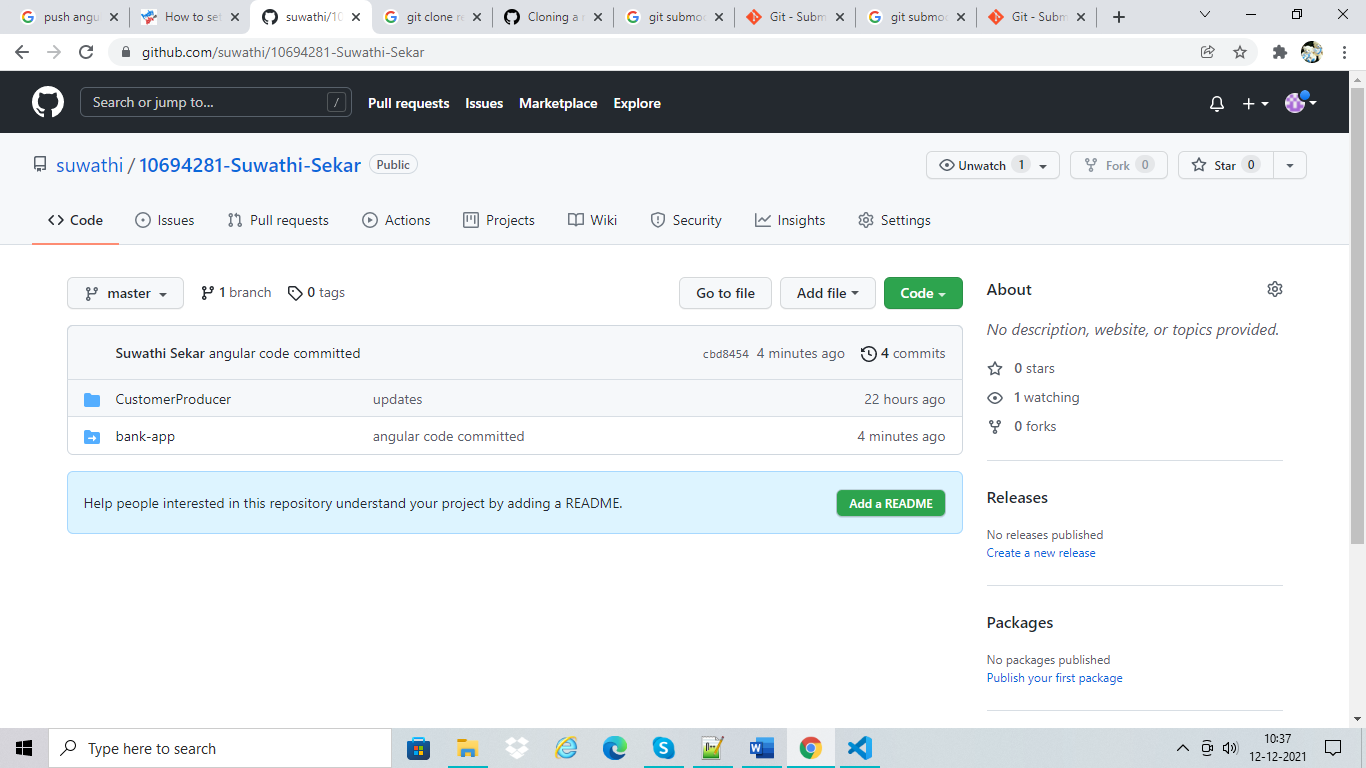 push angu
How to set
suwathi/10
git clone re
Cloning a
git submo
Git - Subm
git submo
Git - Subm
github.com/suwathi/10694281-Suwathi-Sekar
Search or jump to... /
Pull requests Issues Marketplace Explore
suwathi / 10694281-Suwathi-Sekar Public
Unwatch 1
Fork 0
Star 0
Code Issues Pull requests Actions Projects Wiki Security Insights Settings
master 1 branch 0 tags Go to file Add file Code
Suwathi Sekar angular code committed cbd8454 4 minutes ago 4 commits
CustomerProducer updates 22 hours ago
bank-app angular code committed 4 minutes ago
Help people interested in this repository understand your project by adding a README. Add a README
About
No description, website, or topics provided.
0 stars
1 watching
0 forks
Releases
No releases published
Create a new release
Packages
No packages published
Publish your first package
Type here to search
10:37
12-12-2021